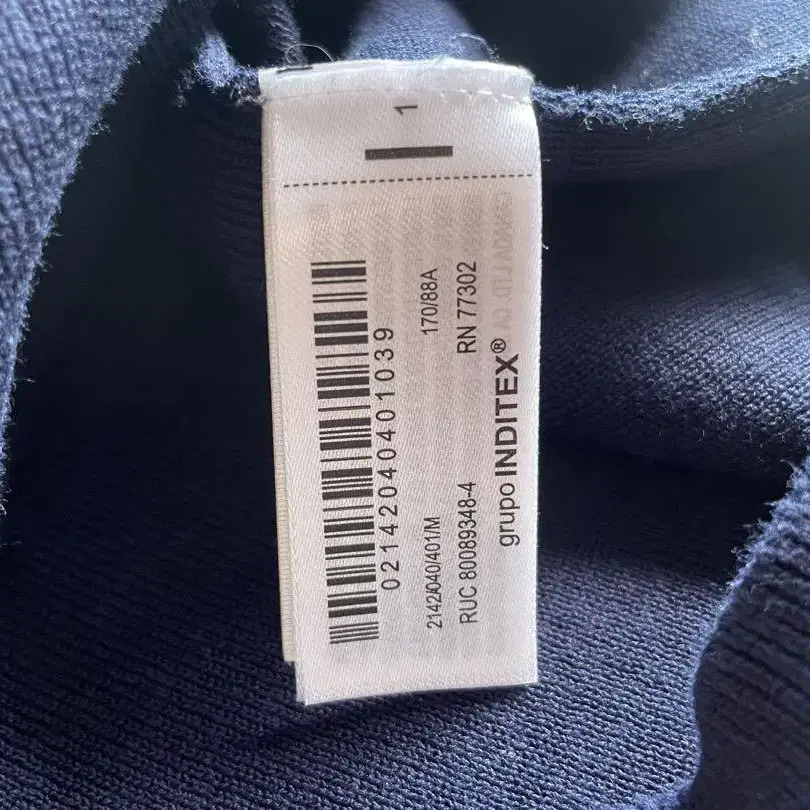 1
02142040401039
2142/040/401/M 170/88A
RUC 80089348-4 RN 77302
grupo INDITEX®